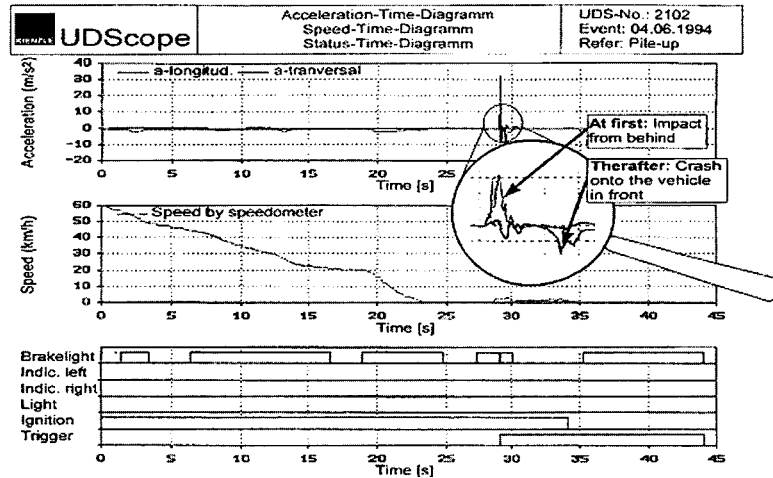 KIENZLE UDScope
Acceleration-Time-Diagramm
Speed-Time-Diagramm
Status-Time-Diagramm
UDS-No.: 2102
Event: 04.06.1994
Refer: Pile-up
Acceleration (m/s2)
40
30
20
10
0
-10
-20
a-longitud. a-tranversal
At first: Impact
from behind
Therafter: Crash
onto the vehicle
in front
0 5 10 15 20 25 30 35
Time [s]
Speed (km/h)
60
50
40
30
20
10
0
Speed by speedometer
0 5 10 15 20 25 30 35 40 45
Time [s]
Brakelight
Indic. left
Indic. right
Light
Ignition
Trigger
0 5 10 15 20 25 30 35 40 45
Time [s]